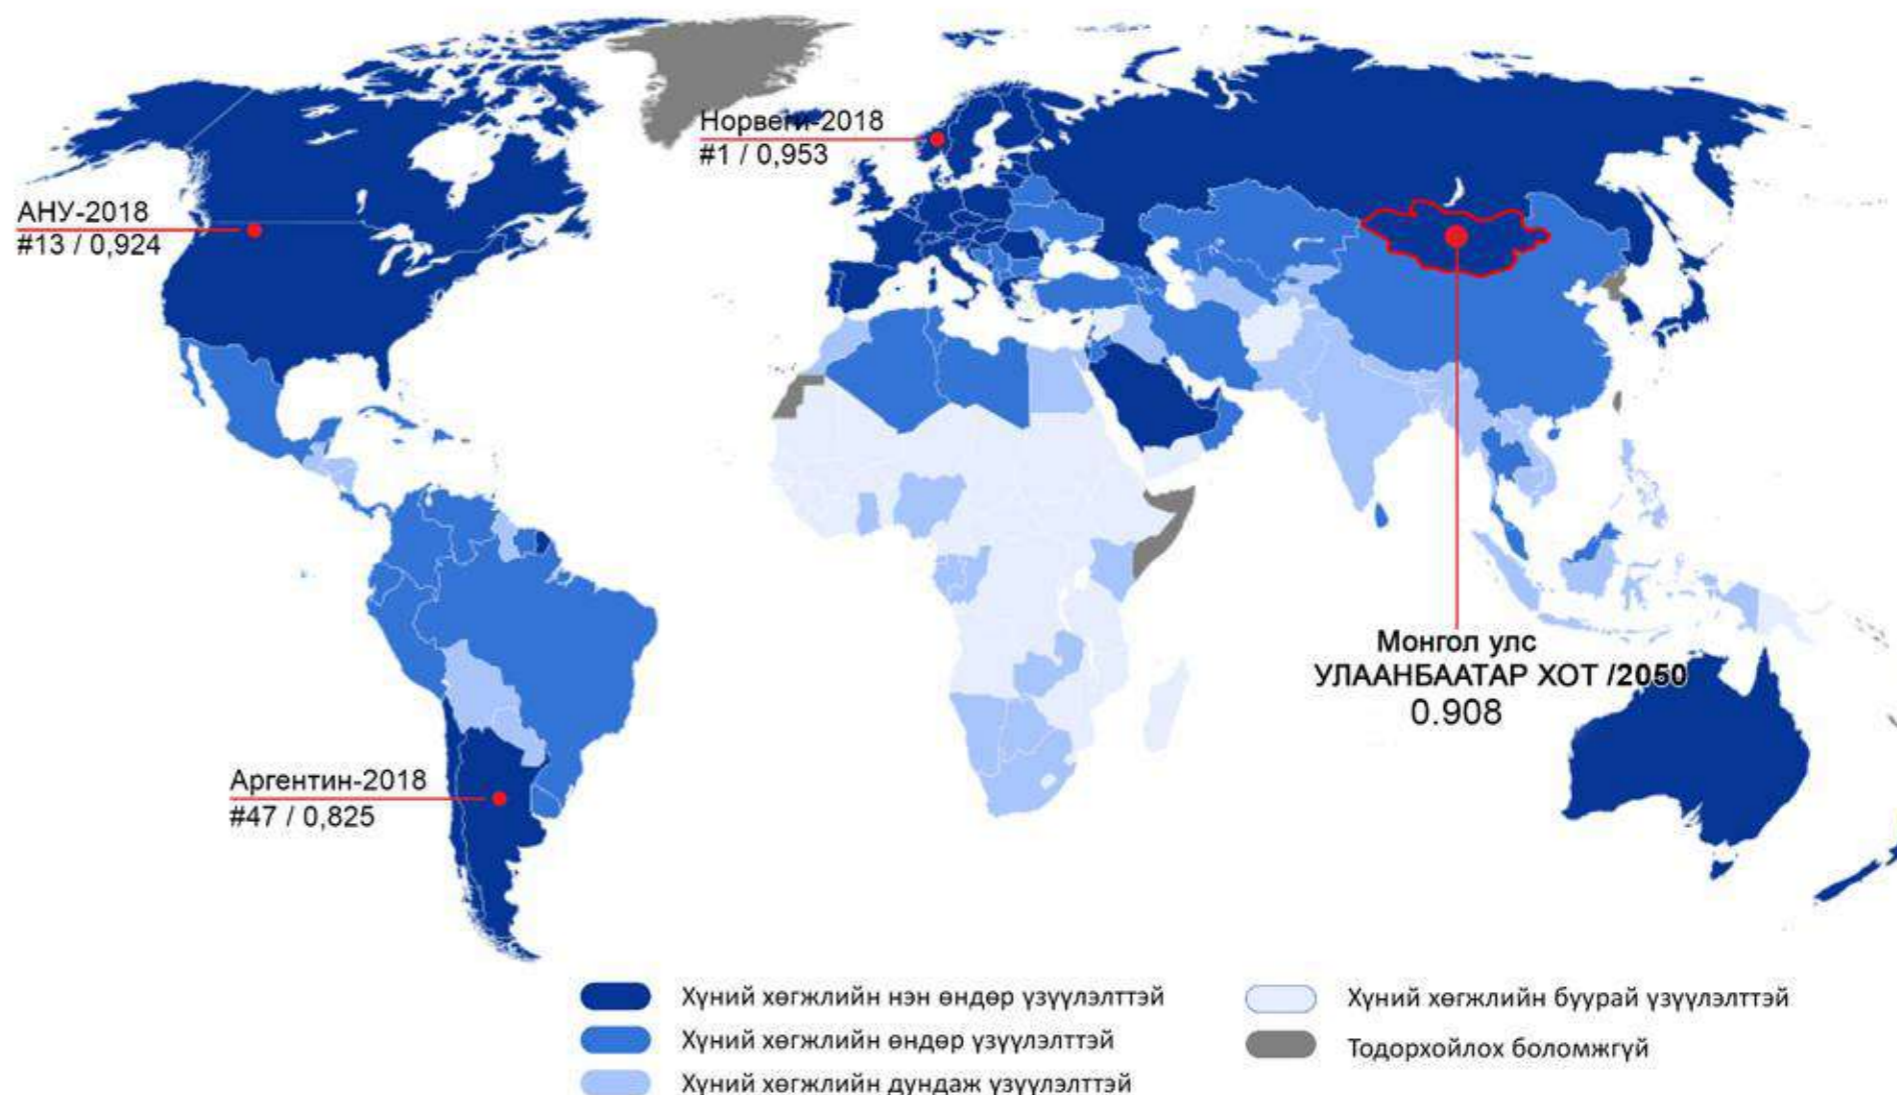 Норвеги-2018
#1 / 0,953
АНУ-2018
#13 / 0,924
Монгол улс
УЛААНБААТАР ХОТ /2050
0.908
Аргентин-2018
#47 / 0,825
Хүний хөгжлийн нэн өндөр үзүүлэлттэй
Хүний хөгжлийн өндөр үзүүлэлттэй
Хүний хөгжлийн дундаж үзүүлэлттэй
Хүний хөгжлийн буурай үзүүлэлттэй
Тодорхойлох боломжгүй